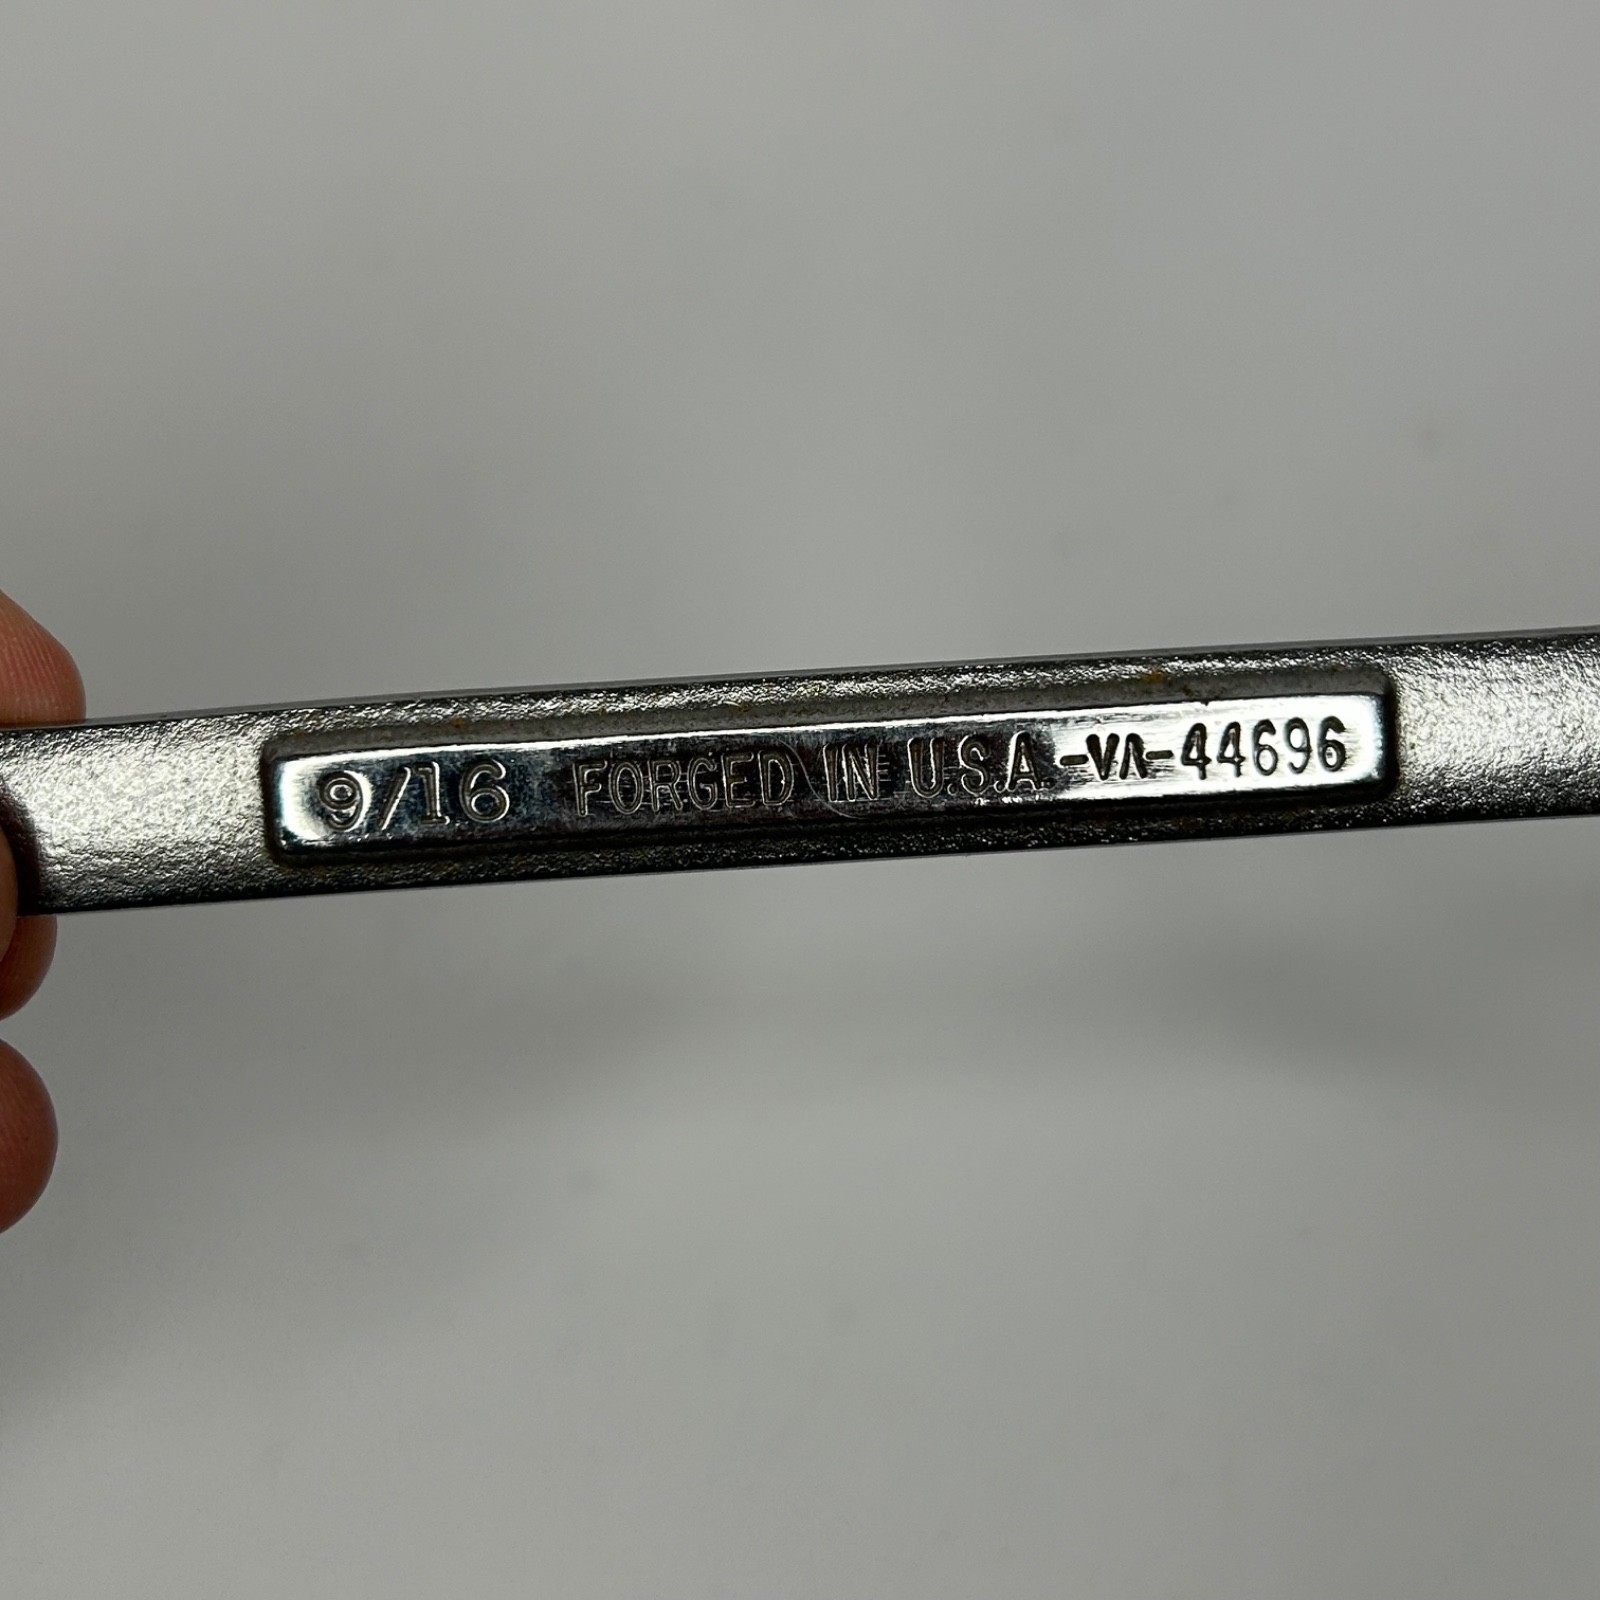 9/16 FORGED IN U.S.A. -VΛ- 44696